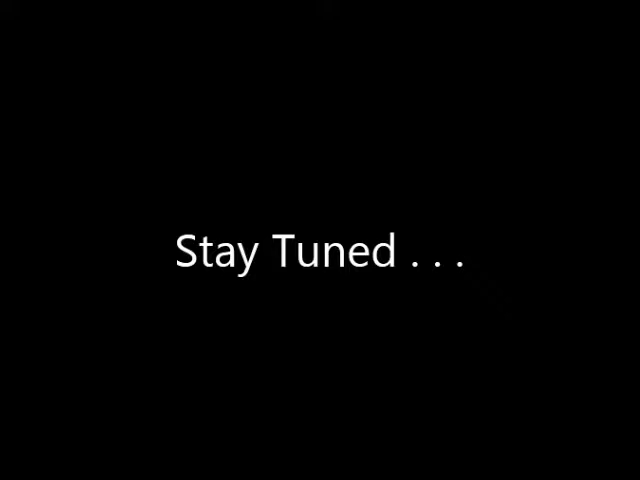 Stay Tuned . . .